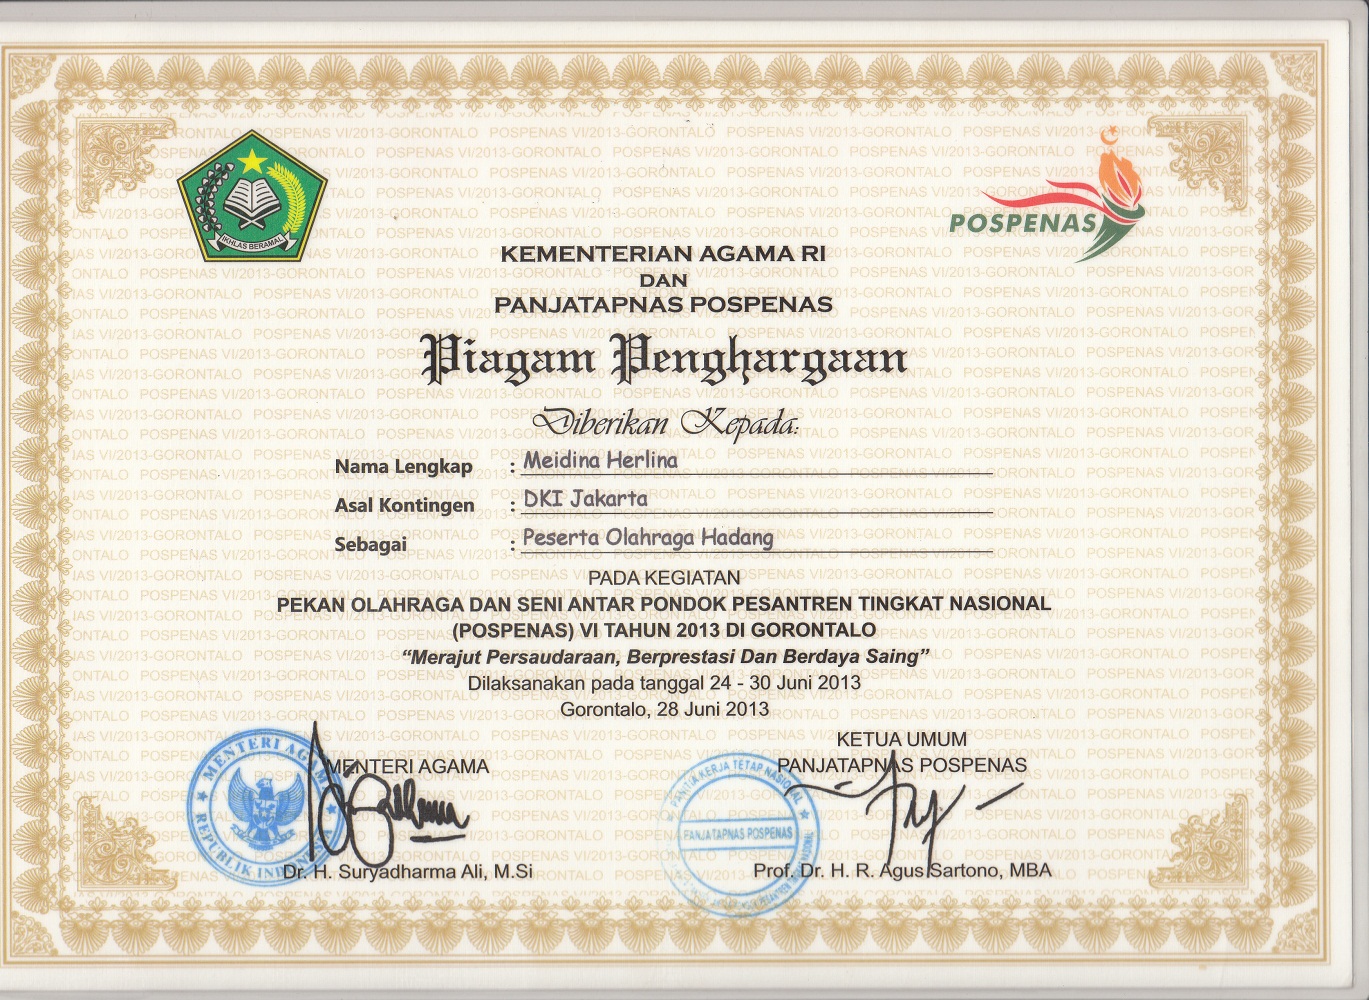 IKHLAS BERAMAL
POSPENAS
KEMENTERIAN AGAMA RI
DAN
PANJATAPNAS POSPENAS
Piagam Penghargaan
Diberikan Kepada:
Nama Lengkap : Meidina Herlina
Asal Kontingen : DKI Jakarta
Sebagai : Peserta Olahraga Hadang
PADA KEGIATAN
PEKAN OLAHRAGA DAN SENI ANTAR PONDOK PESANTREN TINGKAT NASIONAL
(POSPENAS) VI TAHUN 2013 DI GORONTALO
“Merajut Persaudaraan, Berprestasi Dan Berdaya Saing”
Dilaksanakan pada tanggal 24 - 30 Juni 2013
Gorontalo, 28 Juni 2013
MENTERI AGAMA
REPUBLIK INDONESIA
MENTERI AGAMA
Dr. H. Suryadharma Ali, M.Si
KETUA UMUM
PANJATAPNAS POSPENAS
PANITIA KERJA TETAP NASIONAL
PANJATAPNAS POSPENAS
Prof. Dr. H. R. Agus Sartono, MBA
POSPENAS VI/2013-GORONTALO